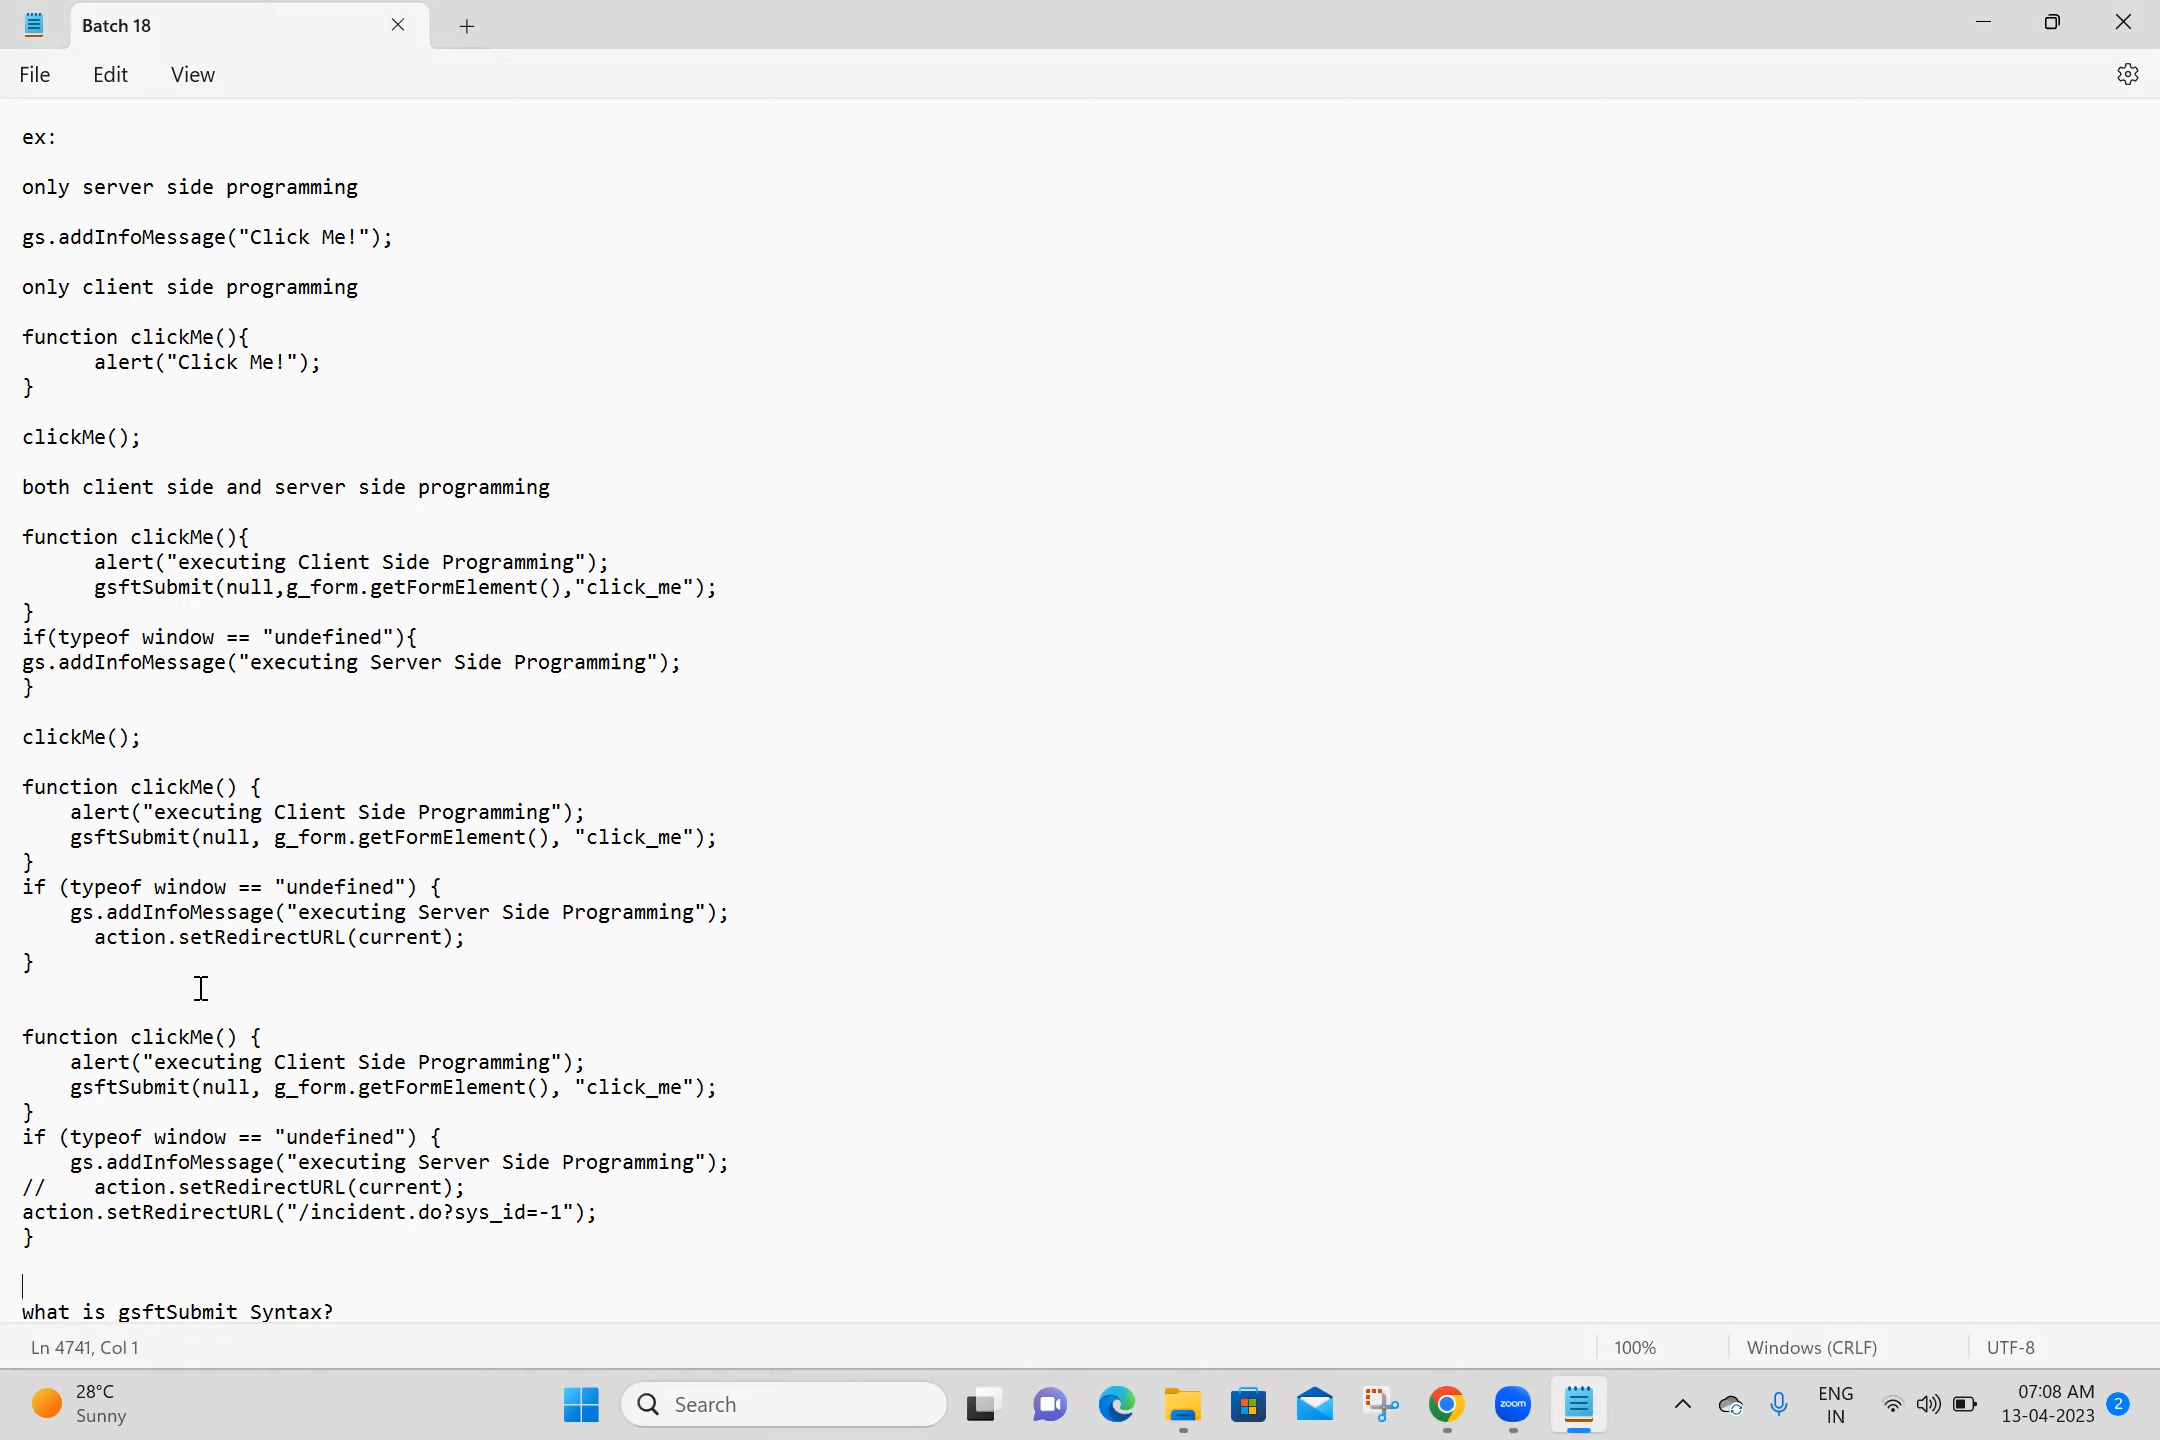 Batch 18
File Edit View
ex:
only server side programming
gs.addInfoMessage("Click Me!");
only client side programming
function clickMe(){
      alert("Click Me!");
}
clickMe();
both client side and server side programming
function clickMe(){
      alert("executing Client Side Programming");
      gsftSubmit(null,g_form.getFormElement(),"click_me");
}
if(typeof window == "undefined"){
gs.addInfoMessage("executing Server Side Programming");
}
clickMe();
function clickMe() {
    alert("executing Client Side Programming");
    gsftSubmit(null, g_form.getFormElement(), "click_me");
}
if (typeof window == "undefined") {
    gs.addInfoMessage("executing Server Side Programming");
      action.setRedirectURL(current);
}
function clickMe() {
    alert("executing Client Side Programming");
    gsftSubmit(null, g_form.getFormElement(), "click_me");
}
if (typeof window == "undefined") {
    gs.addInfoMessage("executing Server Side Programming");
//    action.setRedirectURL(current);
action.setRedirectURL("/incident.do?sys_id=-1");
}
what is gsftSubmit Syntax?
Ln 4741, Col 1 100% Windows (CRLF) UTF-8
28°C
Sunny
Search
zoom
ENG
IN
07:08 AM
13-04-2023
2